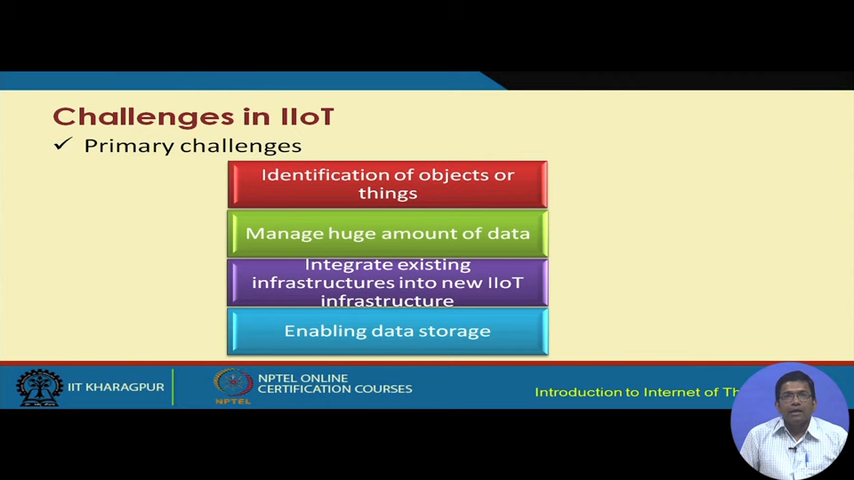 Challenges in IIoT
✓ Primary challenges
Identification of objects or
things
Manage huge amount of data
Integrate existing
infrastructures into new IIoT
infrastructure
Enabling data storage
IIT KHARAGPUR
NPTEL ONLINE
CERTIFICATION COURSES
NPTEL
Introduction to Internet of